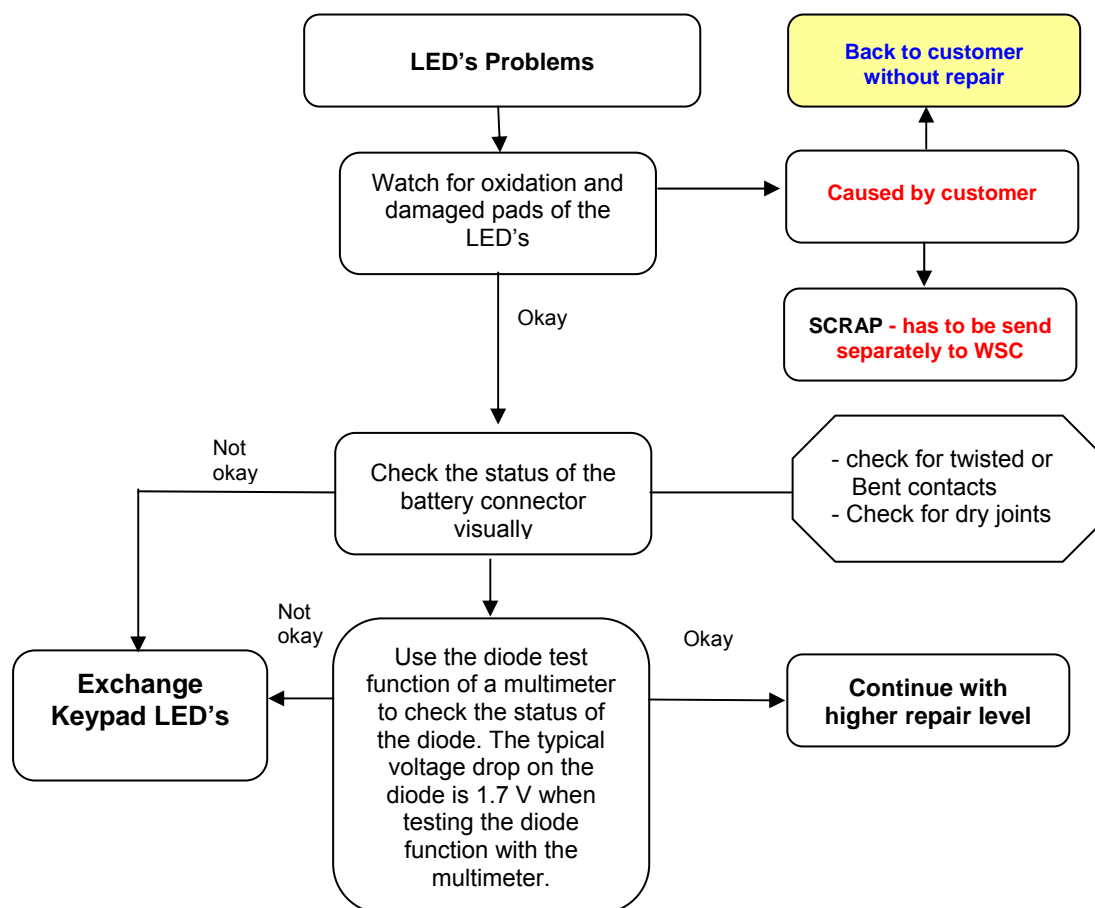 LED's Problems
Back to customer
without repair
Watch for oxidation and
damaged pads of the
LED's
Caused by customer
Okay
SCRAP - has to be send
separately to WSC
Not
okay
Check the status of the
battery connector
visually
- check for twisted or
Bent contacts
- Check for dry joints
Not
okay
Okay
Exchange
Keypad LED's
Use the diode test
function of a multimeter
to check the status of
the diode. The typical
voltage drop on the
diode is 1.7 V when
testing the diode
function with the
multimeter.
Continue with
higher repair level